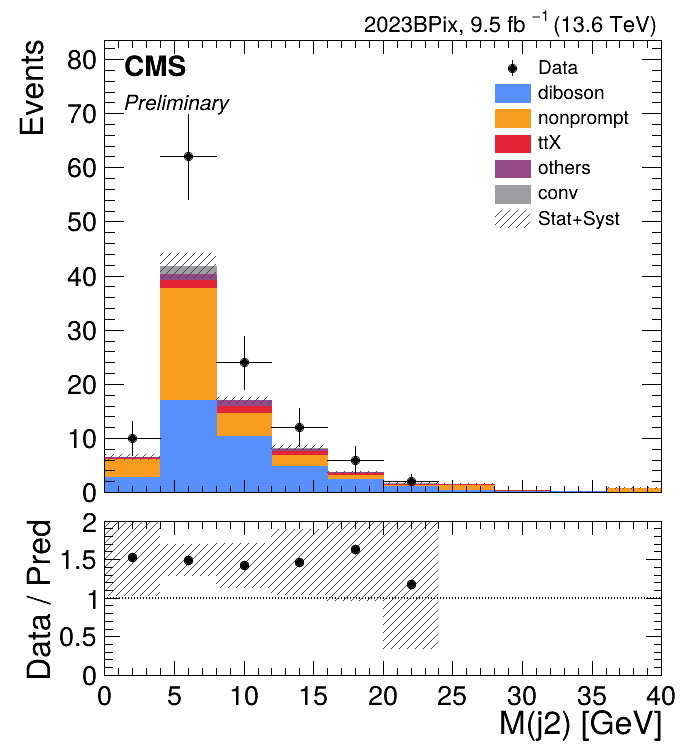 2023BPix, 9.5 fb⁻¹ (13.6 TeV)
CMS
Preliminary
Events
80
70
60
50
40
30
20
10
0
Data
diboson
nonprompt
ttX
others
conv
Stat+Syst
Data / Pred
2
1.5
1
0.5
0
0 5 10 15 20 25 30 35 40
M(j2) [GeV]